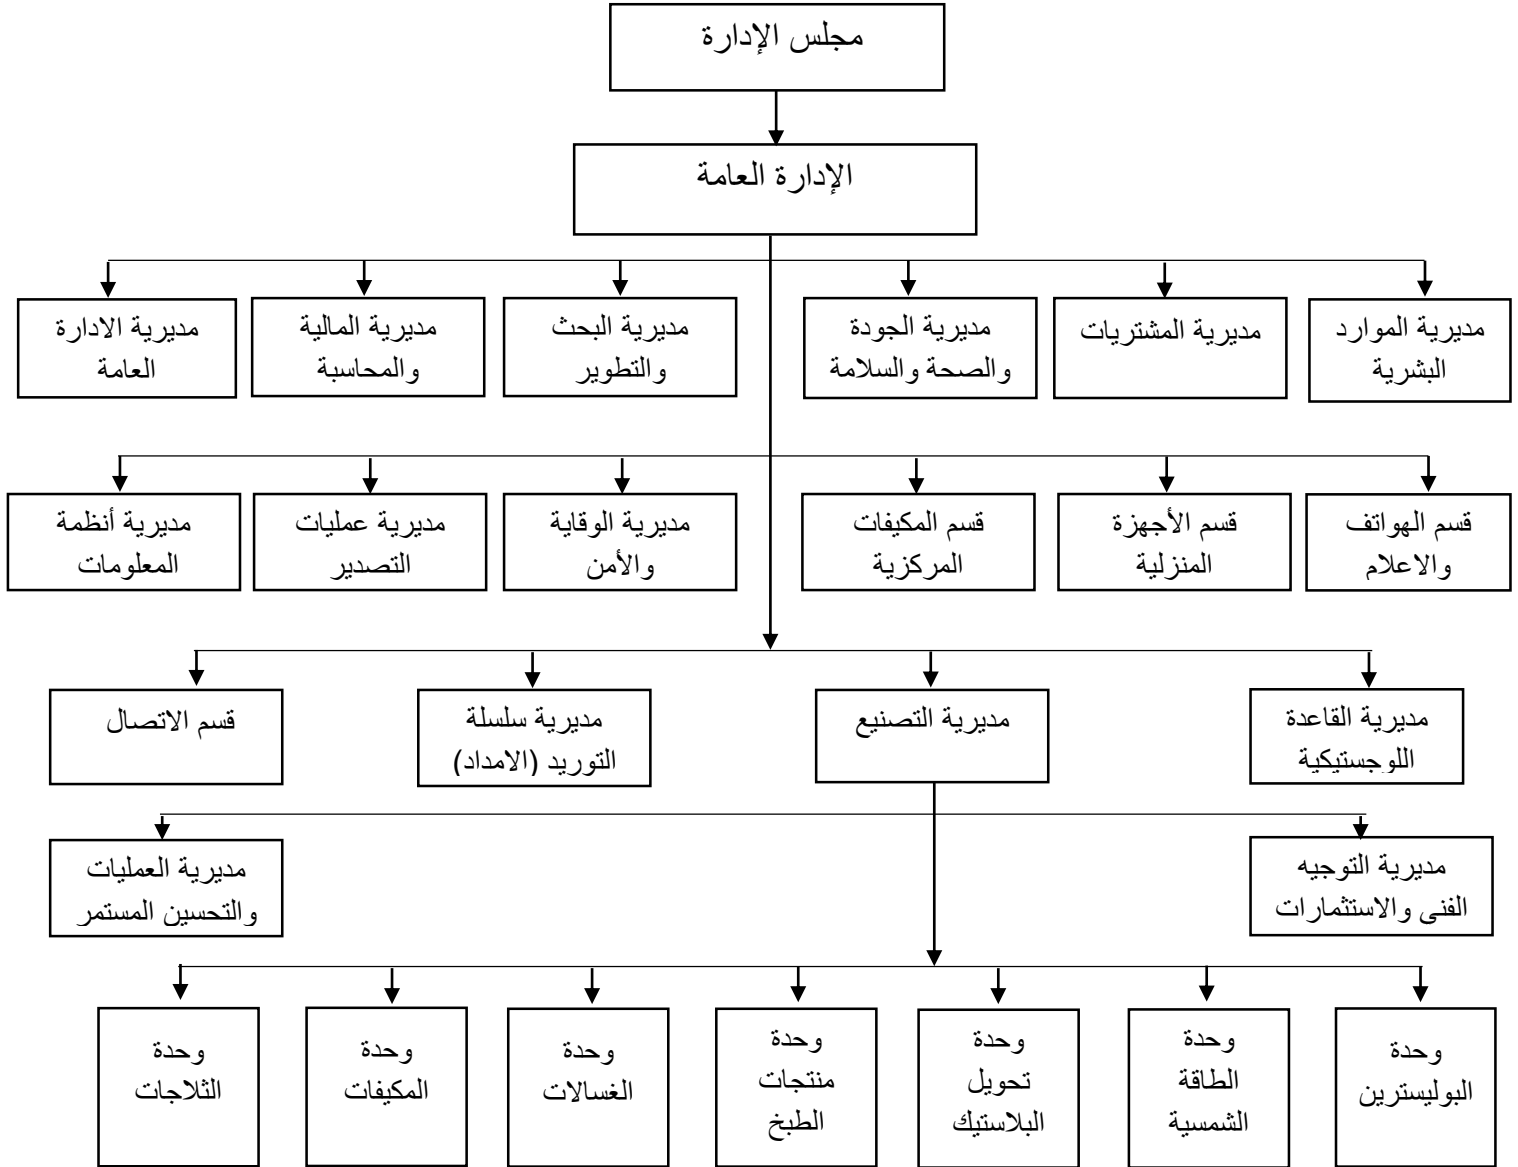 مجلس الإدارة
الإدارة العامة
مديرية الموارد
البشرية
مديرية المشتريات
مديرية الجودة
والصحة والسلامة
مديرية البحث
والتطوير
مديرية المالية
والمحاسبة
مديرية الادارة
العامة
قسم الهواتف
والاعلام
قسم الأجهزة
المنزلية
قسم المكيفات
المركزية
مديرية الوقاية
والأمن
مديرية عمليات
التصدير
مديرية أنظمة
المعلومات
مديرية القاعدة
اللوجستيكية
مديرية التصنيع
مديرية سلسلة
التوريد (الامداد)
قسم الاتصال
مديرية التوجيه
الفنى والاستثمارات
مديرية العمليات
والتحسين المستمر
وحدة
البوليسترين
وحدة
الطاقة
الشمسية
وحدة
تحويل
البلاستيك
وحدة
منتجات
الطبخ
وحدة
الغسالات
وحدة
المكيفات
وحدة
الثلاجات